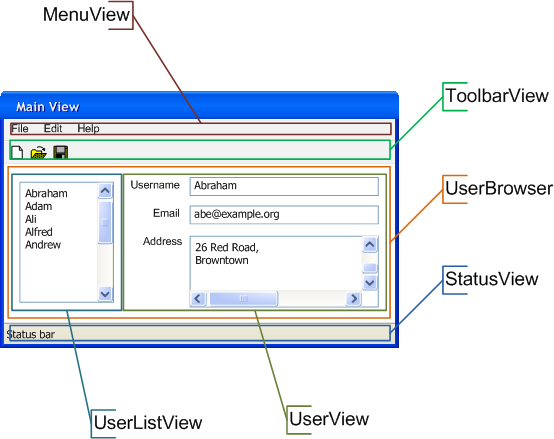 MenuView
Main View
ToolbarView
File Edit Help
UserBrowser
Abraham
Adam
Ali
Alfred
Andrew
Username Abraham
Email abe@example.org
Address 26 Red Road,
Browntown
StatusView
Status bar
UserListView
UserView